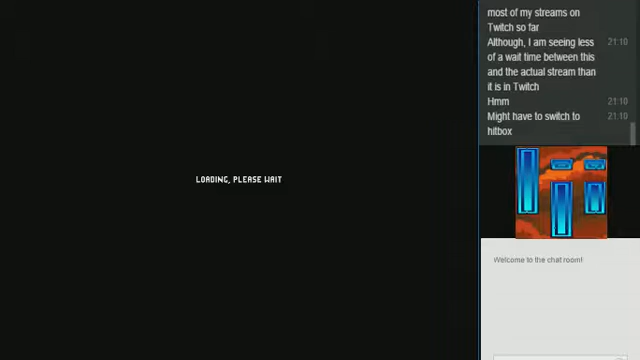 LOADING, PLEASE WAIT
most of my streams on
Twitch so far
Although, I am seeing less 21:10
of a wait time between this
and the actual stream than
it is in Twitch
Hmm 21:10
Might have to switch to 21:10
hitbox
Welcome to the chat room!